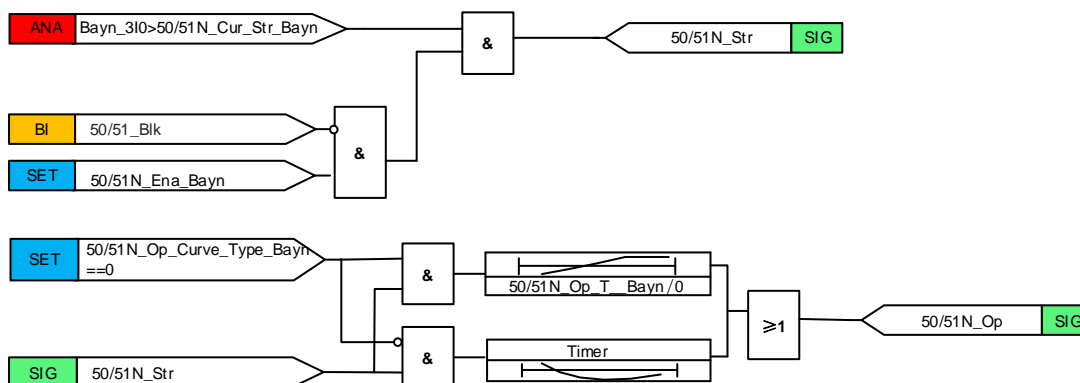 ANA Bayn_3I0>50/51N_Cur_Str_Bayn
&
50/51N_Str SIG
BI 50/51_Blk
&
SET 50/51N_Ena_Bayn
SET 50/51N_Op_Curve_Type_Bayn
==0
&
50/51N_Op_T__Bayn/0
≥1
50/51N_Op SIG
&
Timer
SIG 50/51N_Str